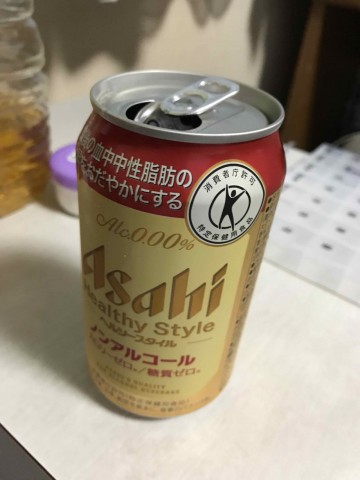 の血中中性脂肪の
をおだやかにする
消費者庁許可
特定保健用食品
Alc.0.00%
Asahi
Healthy Style
ヘルシースタイル
ノンアルコール
ゼロ。/糖質ゼロ。